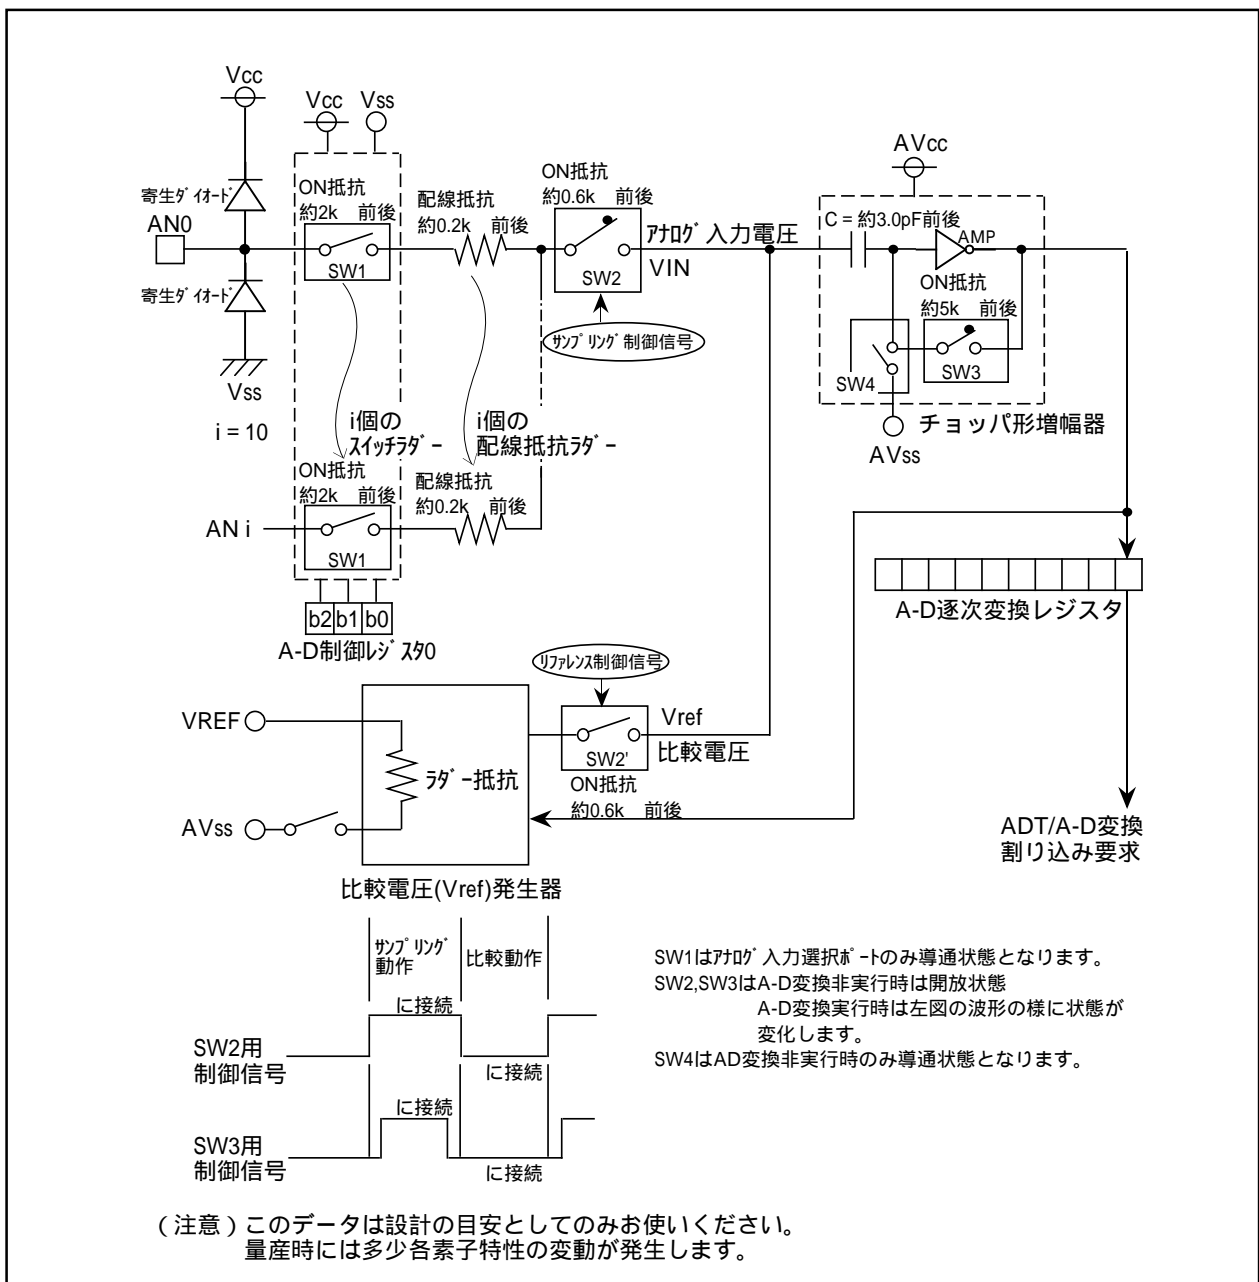 Vcc
Vcc
Vss
AVcc
寄生ダイオード
AN0
寄生ダイオード
Vss
i = 10
ON抵抗
約2k 前後
SW1
配線抵抗
約0.2k 前後
ON抵抗
約0.6k 前後
SW2
アナログ入力電圧
VIN
サンプリング制御信号
C = 約3.0pF前後
AMP
ON抵抗
約5k 前後
SW4
SW3
チョッパ形増幅器
AVss
i個の
スイッチラダー
i個の
配線抵抗ラダー
ON抵抗
約2k 前後
配線抵抗
約0.2k 前後
AN i
SW1
b2 b1 b0
A-D制御レジスタ0
A-D逐次変換レジスタ
リファレンス制御信号
VREF
Vref
比較電圧
SW2'
ON抵抗
約0.6k 前後
ラダー抵抗
AVss
比較電圧(Vref)発生器
ADT/A-D変換
割り込み要求
サンプリング
動作
比較動作
に接続
SW2用
制御信号
に接続
に接続
SW3用
制御信号
に接続
SW1はアナログ入力選択ポートのみ導通状態となります。
SW2,SW3はA-D変換非実行時は開放状態
A-D変換実行時は左図の波形の様に状態が
変化します。
SW4はAD変換非実行時のみ導通状態となります。
(注意)このデータは設計の目安としてのみお使いください。
量産時には多少各素子特性の変動が発生します。